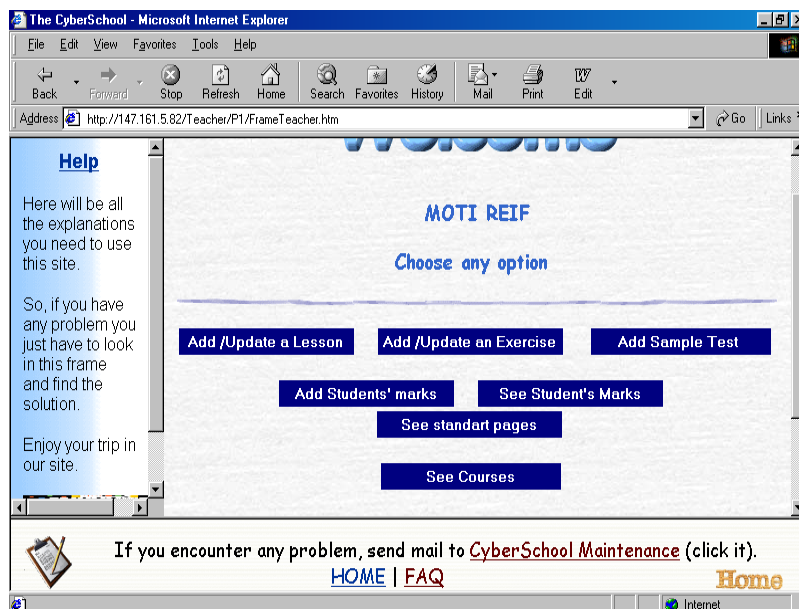 The CyberSchool - Microsoft Internet Explorer
File Edit View Favorites Tools Help
Back Forward Stop Refresh Home Search Favorites History Mail Print Edit
Address http://147.161.5.82/Teacher/P1/FrameTeacher.htm Go Links
Help
Here will be all
the explanations
you need to use
this site.
So, if you have
any problem you
just have to look
in this frame
and find the
solution.
Enjoy your trip in
our site.
MOTI REIF
Choose any option
Add /Update a Lesson Add /Update an Exercise Add Sample Test
Add Students' marks See Student's Marks
See standart pages
See Courses
If you encounter any problem, send mail to CyberSchool Maintenance (click it).
HOME | FAQ
Home
Internet